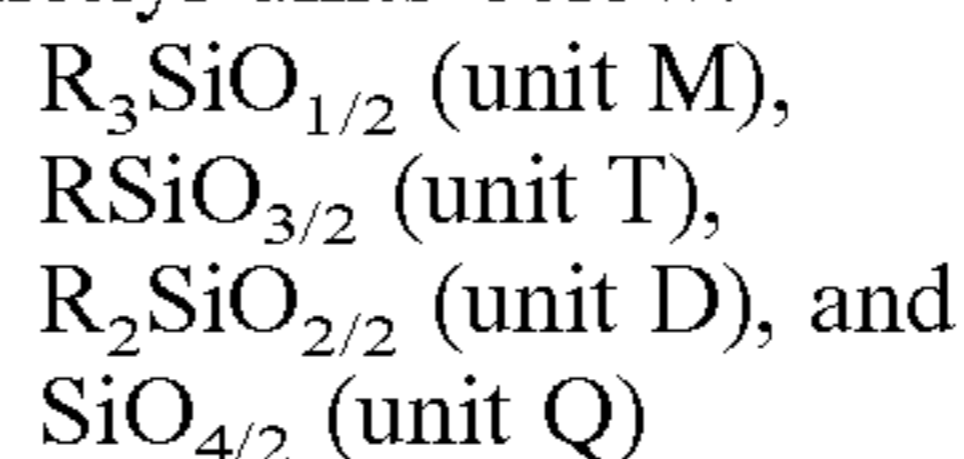 R₃SiO₁/₂ (unit M),
RSiO₃/₂ (unit T),
R₂SiO₂/₂ (unit D), and
SiO₄/₂ (unit Q)